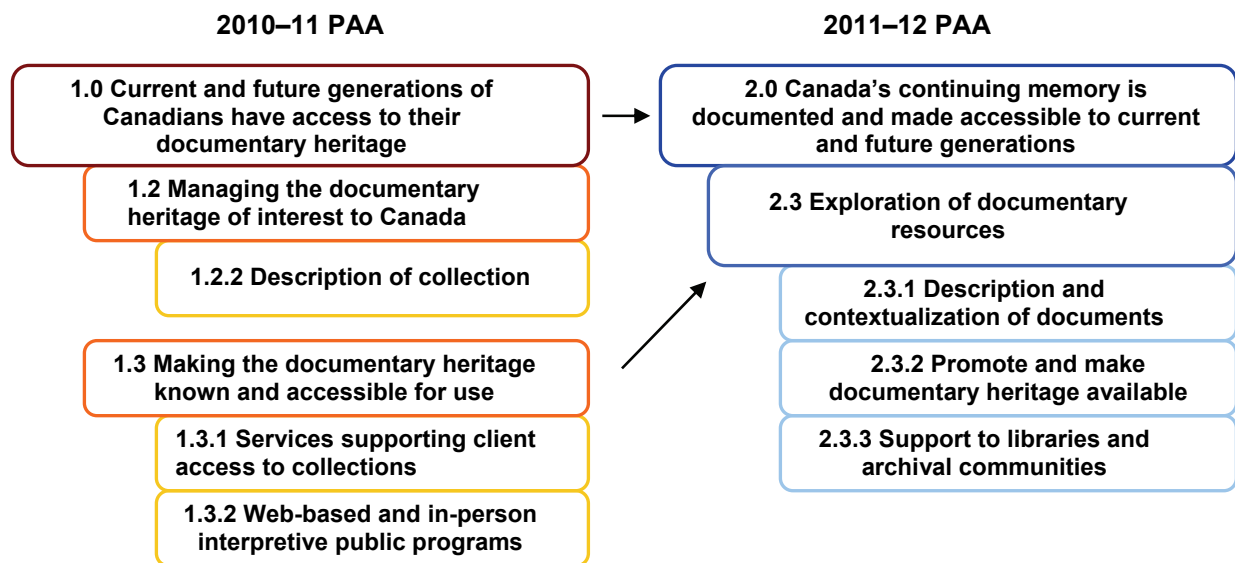 2010–11 PAA
1.0 Current and future generations of
Canadians have access to their
documentary heritage
1.2 Managing the documentary
heritage of interest to Canada
1.2.2 Description of collection
1.3 Making the documentary heritage
known and accessible for use
1.3.1 Services supporting client
access to collections
1.3.2 Web-based and in-person
interpretive public programs
2011–12 PAA
2.0 Canada’s continuing memory is
documented and made accessible to current
and future generations
2.3 Exploration of documentary
resources
2.3.1 Description and
contextualization of documents
2.3.2 Promote and make
documentary heritage available
2.3.3 Support to libraries and
archival communities